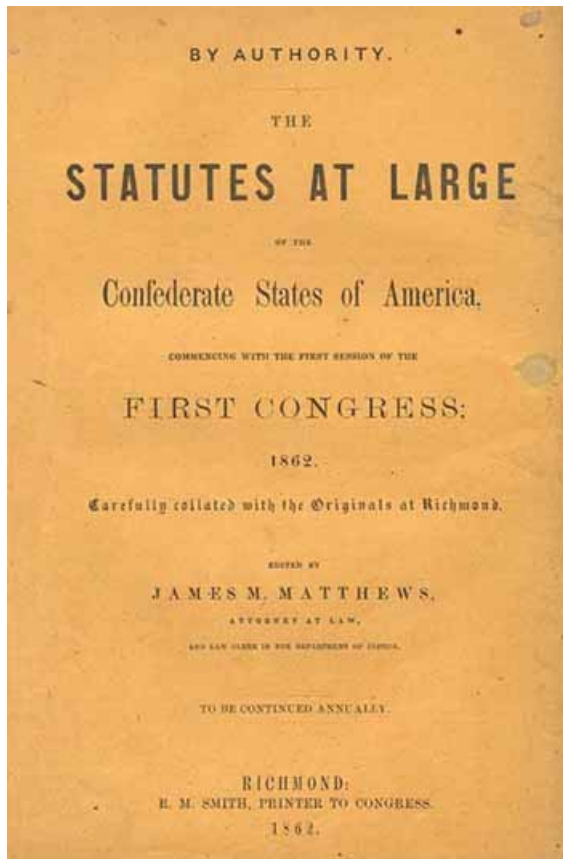 BY AUTHORITY.
THE
STATUTES AT LARGE
OF THE
Confederate States of America,
COMMENCING WITH THE FIRST SESSION OF THE
FIRST CONGRESS;
1862.
Carefully collated with the Originals at Richmond.
EDITED BY
JAMES M. MATTHEWS,
ATTORNEY AT LAW,
AND LAW CLERK IN THE DEPARTMENT OF JUSTICE.
TO BE CONTINUED ANNUALLY.
RICHMOND:
R. M. SMITH, PRINTER TO CONGRESS.
1862.